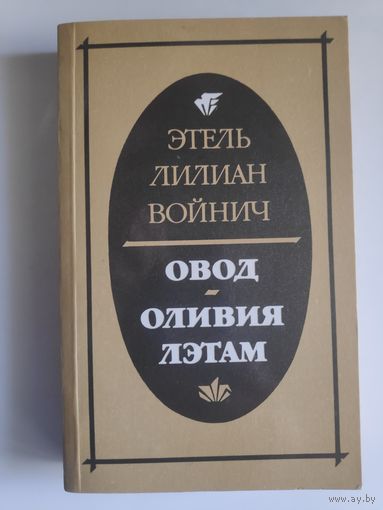 ЭТЕЛЬ
ЛИЛИАН
ВОЙНИЧ
ОВОД
-
ОЛИВИЯ
ЛЭТАМ
www.ay.by